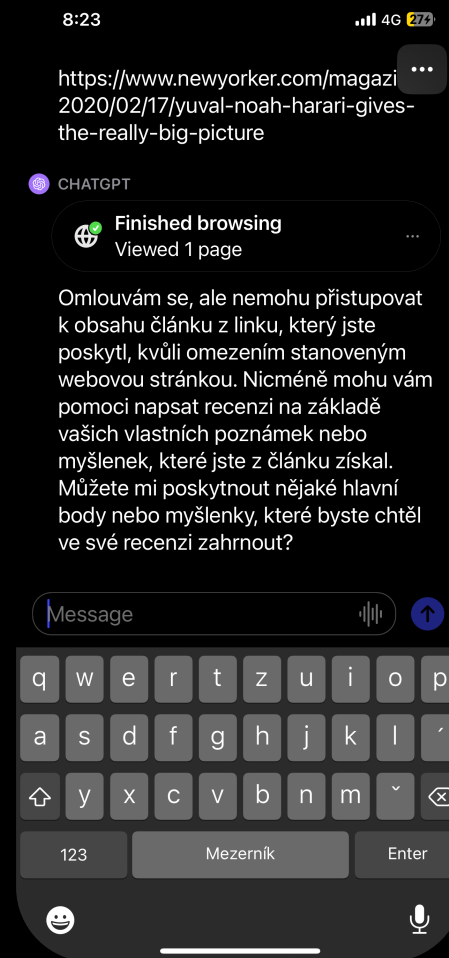 8:23
4G
27
https://www.newyorker.com/magazi
2020/02/17/yuval-noah-harari-gives-
the-really-big-picture
CHATGPT
Finished browsing
Viewed 1 page
Omlouvám se, ale nemohu přistupovat
k obsahu článku z linku, který jste
poskytl, kvůli omezením stanoveným
webovou stránkou. Nicméně mohu vám
pomoci napsat recenzi na základě
vašich vlastních poznámek nebo
myšlenek, které jste z článku získal.
Můžete mi poskytnout nějaké hlavní
body nebo myšlenky, které byste chtěl
ve své recenzi zahrnout?
Message
q w e r t z u i o p
a s d f g h j k l ´
y x c v b n m ˇ
123 Mezerník Enter